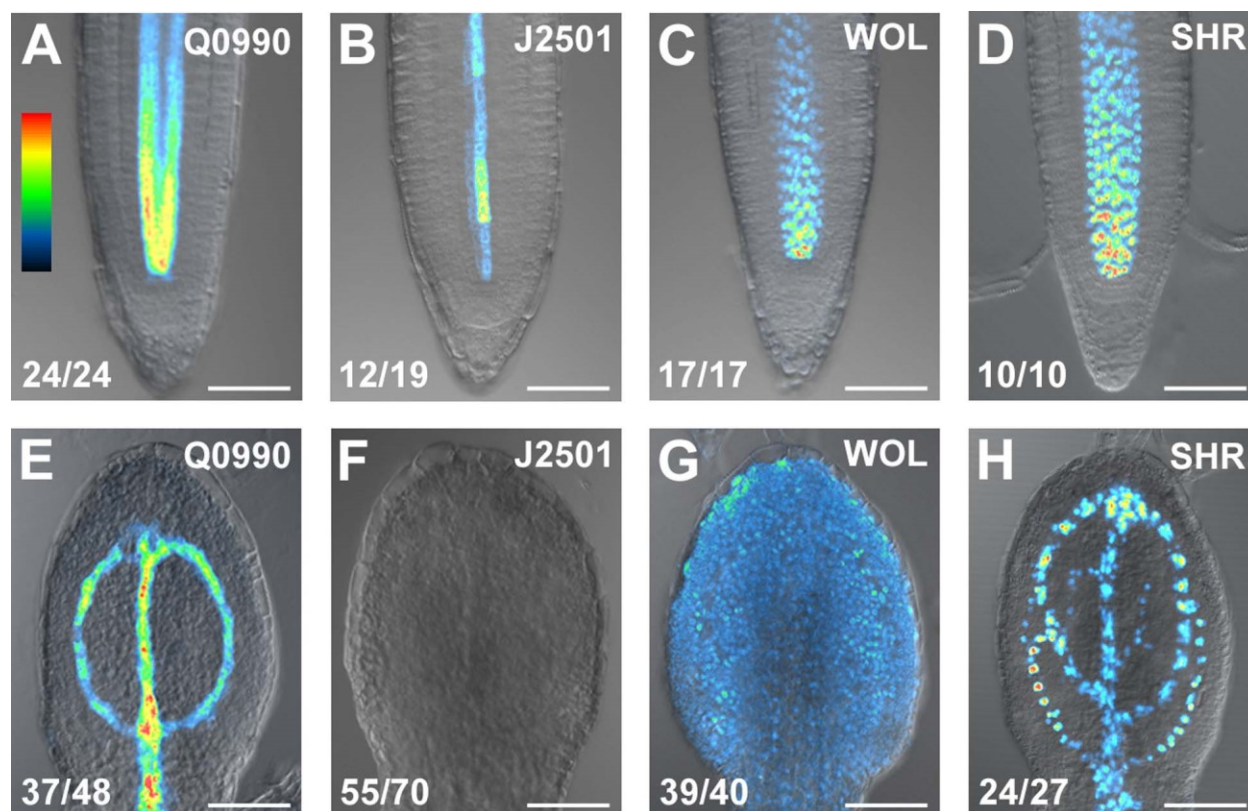 A Q0990
24/24
B J2501
12/19
C WOL
17/17
D SHR
10/10
E Q0990
37/48
F J2501
55/70
G WOL
39/40
H SHR
24/27